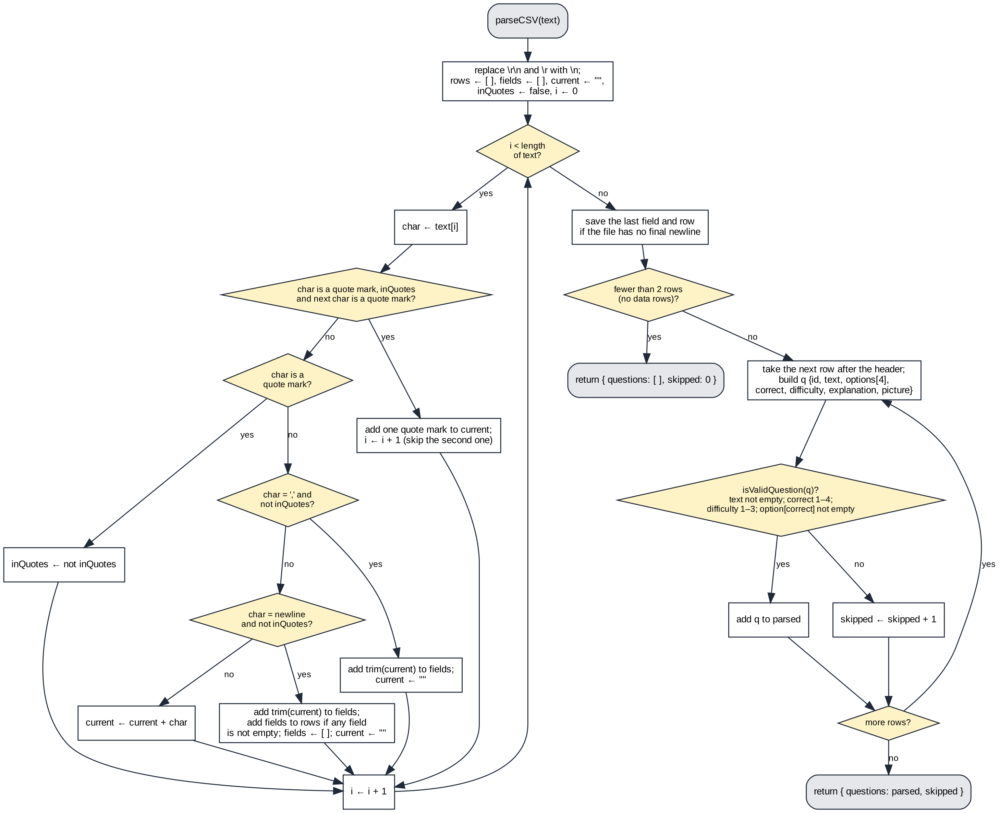 parseCSV(text)
replace \r\n and \r with \n;
rows ← [ ], fields ← [ ], current ← "",
inQuotes ← false, i ← 0
i < length
of text?
yes
no
char ← text[i]
save the last field and row
if the file has no final newline
char is a quote mark, inQuotes
and next char is a quote mark?
fewer than 2 rows
(no data rows)?
no
yes
yes
no
char is a
quote mark?
return { questions: [ ], skipped: 0 }
take the next row after the header;
build q {id, text, options[4],
correct, difficulty, explanation, picture}
yes
no
add one quote mark to current;
i ← i + 1 (skip the second one)
char = ',' and
not inQuotes?
isValidQuestion(q)?
text not empty; correct 1–4;
difficulty 1–3; option[correct] not empty
inQuotes ← not inQuotes
no
yes
yes
no
yes
char = newline
and not inQuotes?
add q to parsed
skipped ← skipped + 1
no
yes
add trim(current) to fields;
current ← ""
current ← current + char
add trim(current) to fields;
add fields to rows if any field
is not empty; fields ← [ ]; current ← ""
more rows?
no
i ← i + 1
return { questions: parsed, skipped }